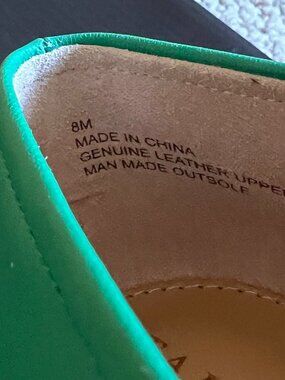 8M
MADE IN CHINA
GENUINE LEATHER UPPER
MAN MADE OUTSOLE